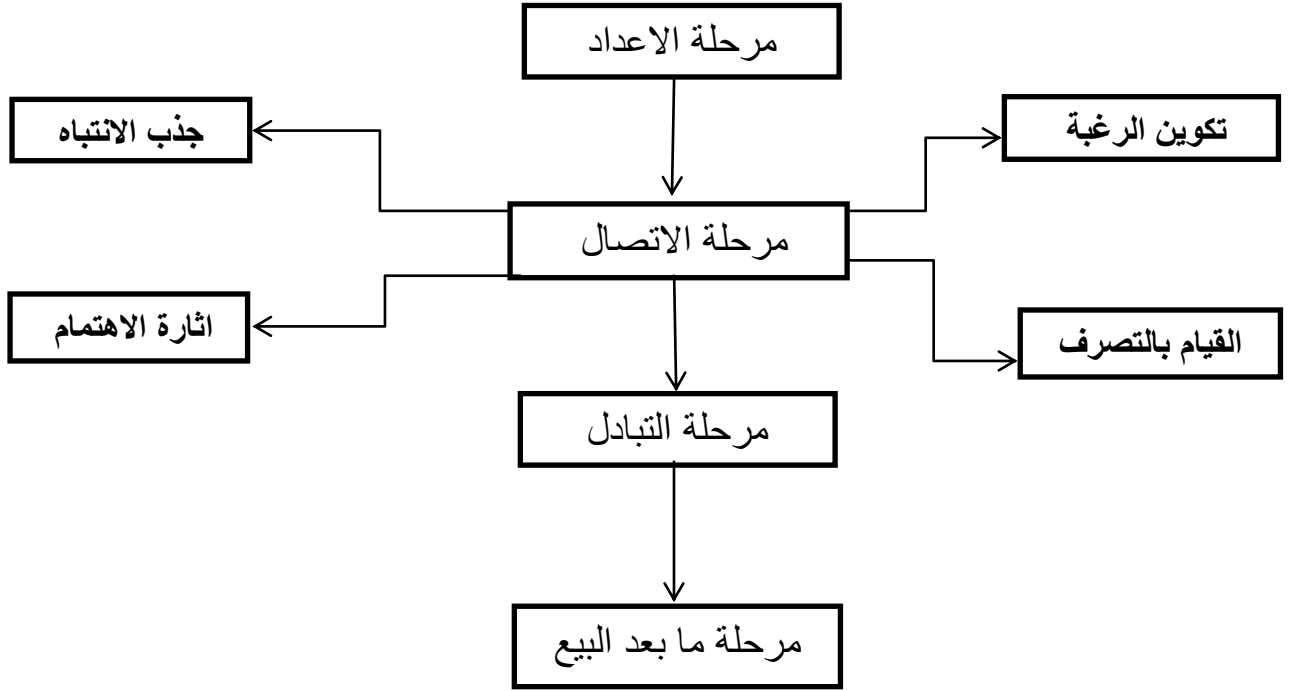 مرحلة الاعداد
تكوين الرغبة
جذب الانتباه
مرحلة الاتصال
القيام بالتصرف
اثارة الاهتمام
مرحلة التبادل
مرحلة ما بعد البيع